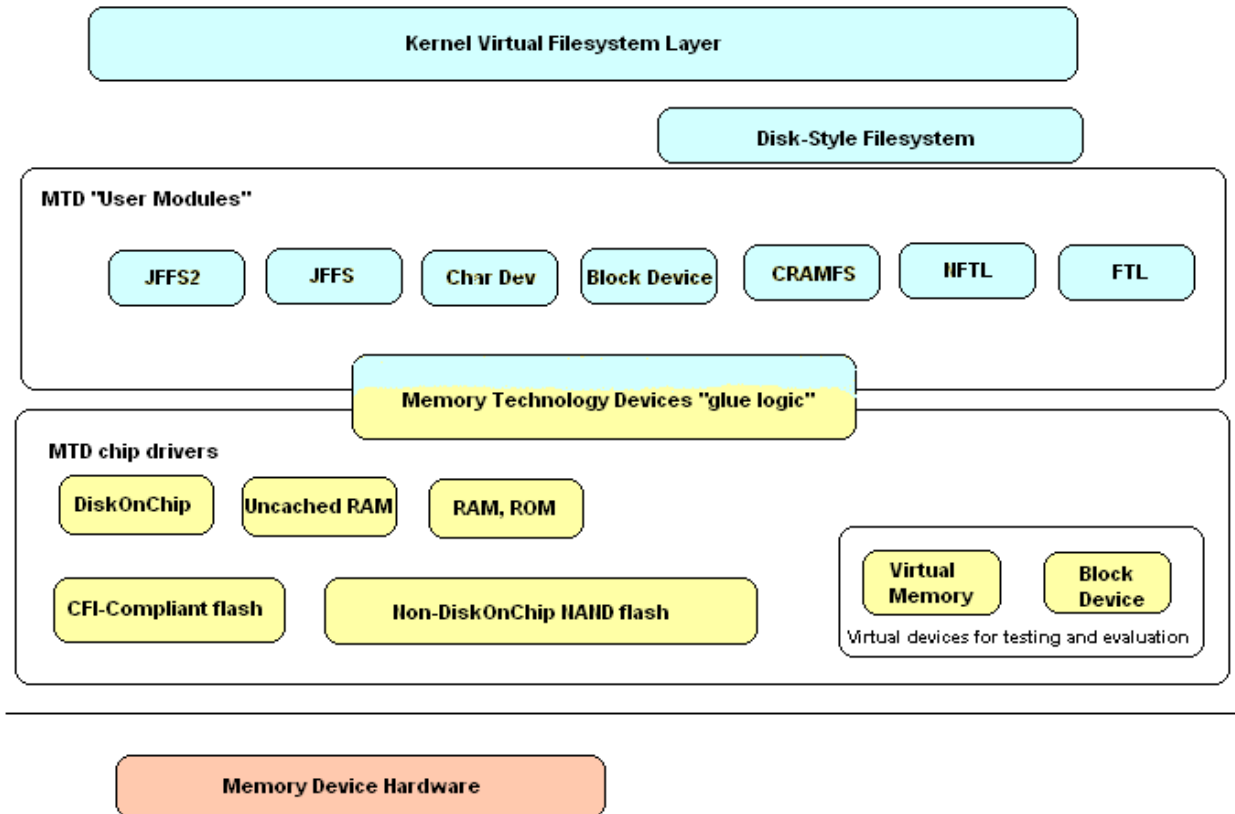 Kernel Virtual Filesystem Layer
Disk-Style Filesystem
MTD "User Modules"
JFFS2
JFFS
Char Dev
Block Device
CRAMFS
NFTL
FTL
Memory Technology Devices "glue logic"
MTD chip drivers
DiskOnChip
Uncached RAM
RAM, ROM
CFI-Compliant flash
Non-DiskOnChip NAND flash
Virtual
Memory
Block
Device
Virtual devices for testing and evaluation
Memory Device Hardware